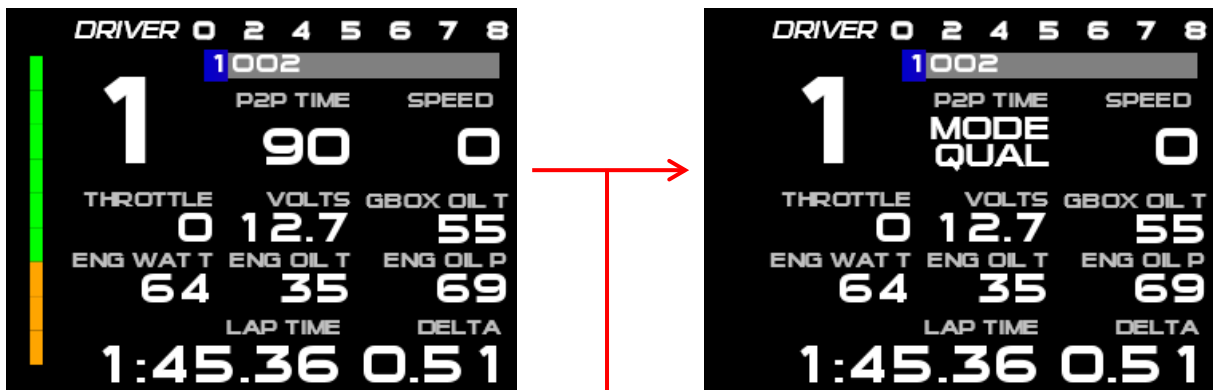 DRIVER 0 2 4 5 6 7 8
1 002
1
P2P TIME SPEED
90 0
THROTTLE VOLTS GBOX OIL T
0 12.7 55
ENG WAT T ENG OIL T ENG OIL P
64 35 69
LAP TIME DELTA
1:45.36 0.51
DRIVER 0 2 4 5 6 7 8
1 002
1
P2P TIME SPEED
MODE
QUAL 0
THROTTLE VOLTS GBOX OIL T
0 12.7 55
ENG WAT T ENG OIL T ENG OIL P
64 35 69
LAP TIME DELTA
1:45.36 0.51